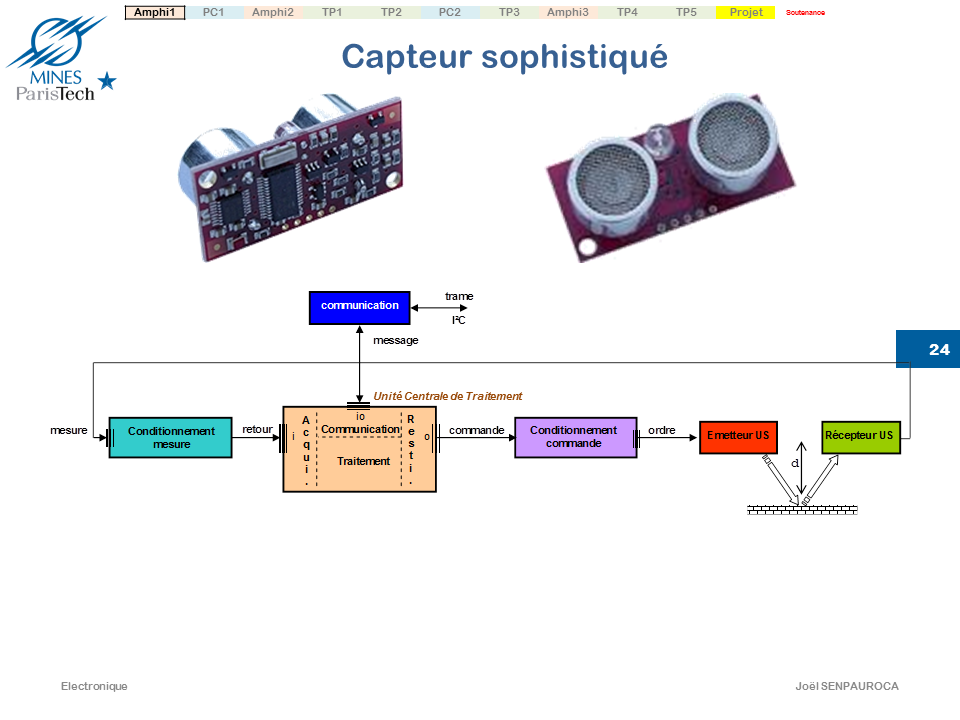 Amphi1 PC1 Amphi2 TP1 TP2 PC2 TP3 Amphi3 TP4 TP5 Projet Soutenance
MINES
ParisTech
Capteur sophistiqué
24
communication
trame
I²C
message
Unité Centrale de Traitement
mesure
Conditionnement
mesure
retour
i
Acqui.
io
Communication
Traitement
Resti.
o
commande
Conditionnement
commande
ordre
Emetteur US
Récepteur US
d
Electronique
Joël SENPAUROCA